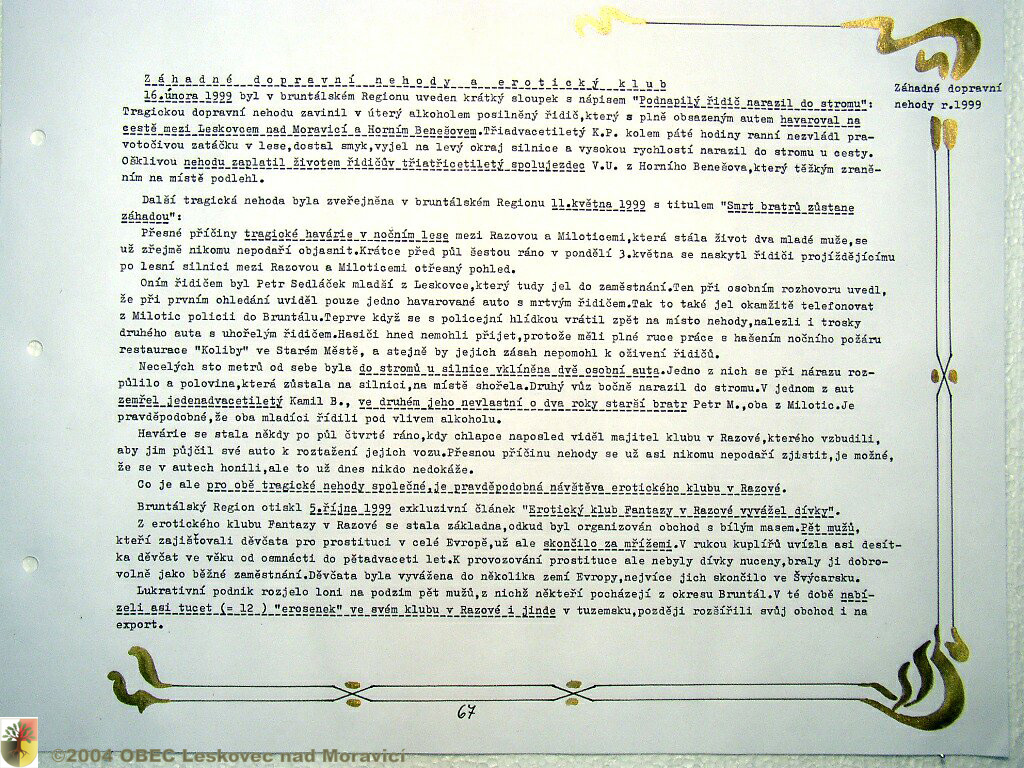 Záhadné dopravní nehody a erotický klub
Záhadné dopravní
nehody r.1999
16.února 1999 byl v bruntálském Regionu uveden krátký sloupek s nápisem "Podnapilý řidič narazil do stromu":
Tragickou dopravní nehodu zavinil v úterý alkoholem posilněný řidič,který s plně obsazeným autem havaroval na
cestě mezi Leskovcem nad Moravicí a Horním Benešovem.Třiadvacetiletý K.P. kolem páté hodiny ranní nezvládl pra-
votočivou zatáčku v lese,dostal smyk,vyjel na levý okraj silnice a vysokou rychlostí narazil do stromu u cesty.
Ošklivou nehodu zaplatil životem řidičův třiatřicetiletý spolujezdec V.U. z Horního Benešova,který těžkým zraně-
ním na místě podlehl.
Další tragická nehoda byla zveřejněna v bruntálském Regionu 11.května 1999 s titulem "Smrt bratrů zůstane
záhadou":
Přesné příčiny tragické havárie v nočním lese mezi Razovou a Miloticemi,která stála život dva mladé muže,se
už zřejmě nikomu nepodaří objasnit.Krátce před půl šestou ráno v pondělí 3.května se naskytl řidiči projíždějícímu
po lesní silnici mezi Razovou a Miloticemi otřesný pohled.
Oním řidičem byl Petr Sedláček mladší z Leskovce,který tudy jel do zaměstnání.Ten při osobním rozhovoru uvedl,
že při prvním ohledání uviděl pouze jedno havarované auto s mrtvým řidičem.Tak to také jel okamžitě telefonovat
z Milotic policii do Bruntálu.Teprve když se s policejní hlídkou vrátil zpět na místo nehody,nalezli i trosky
druhého auta s uhořelým řidičem.Hasiči hned nemohli přijet,protože měli plné ruce práce s hašením nočního požáru
restaurace "Koliby" ve Starém Městě, a stejně by jejich zásah nepomohl k oživení řidičů.
Necelých sto metrů od sebe byla do stromů u silnice vklíněna dvě osobní auta.Jedno z nich se při nárazu roz-
půlilo a polovina,která zůstala na silnici,na místě shořela.Druhý vůz bočně narazil do stromu.V jednom z aut
zemřel jedenadvacetiletý Kamil B., ve druhém jeho nevlastní o dva roky starší bratr Petr M.,oba z Milotic.Je
pravděpodobné,že oba mladíci řídili pod vlivem alkoholu.
Havárie se stala někdy po půl čtvrté ráno,kdy chlapce naposled viděl majitel klubu v Razové,kterého vzbudili,
aby jim půjčil své auto k roztažení jejich vozu.Přesnou příčinu nehody se už asi nikomu nepodaří zjistit,je možné,
že se v autech honili,ale to už dnes nikdo nedokáže.
Co je ale pro obě tragické nehody společné,je pravděpodobná návštěva erotického klubu v Razové.
Bruntálský Region otiskl 5.října 1999 exkluzivní článek "Erotický klub Fantazy v Razové vyvážel dívky".
Z erotického klubu Fantazy v Razové se stala základna,odkud byl organizován obchod s bílým masem.Pět mužů,
kteří zajišťovali děvčata pro prostituci v celé Evropě,už ale skončilo za mřížemi.V rukou kuplířů uvízla asi desít-
ka děvčat ve věku od osmnácti do pětadvaceti let.K provozování prostituce ale nebyly dívky nuceny,braly ji dobro-
volně jako běžné zaměstnání.Děvčata byla vyvážena do několika zemí Evropy,nejvíce jich skončilo ve Švýcarsku.
Lukrativní podnik rozjelo loni na podzim pět mužů,z nichž někteří pocházejí z okresu Bruntál.V té době nabí-
zeli asi tucet (= 12 ) "erosenek" ve svém klubu v Razové i jinde v tuzemsku,později rozšířili svůj obchod i na
export.
67
©2004 OBEC Leskovec nad Moravicí